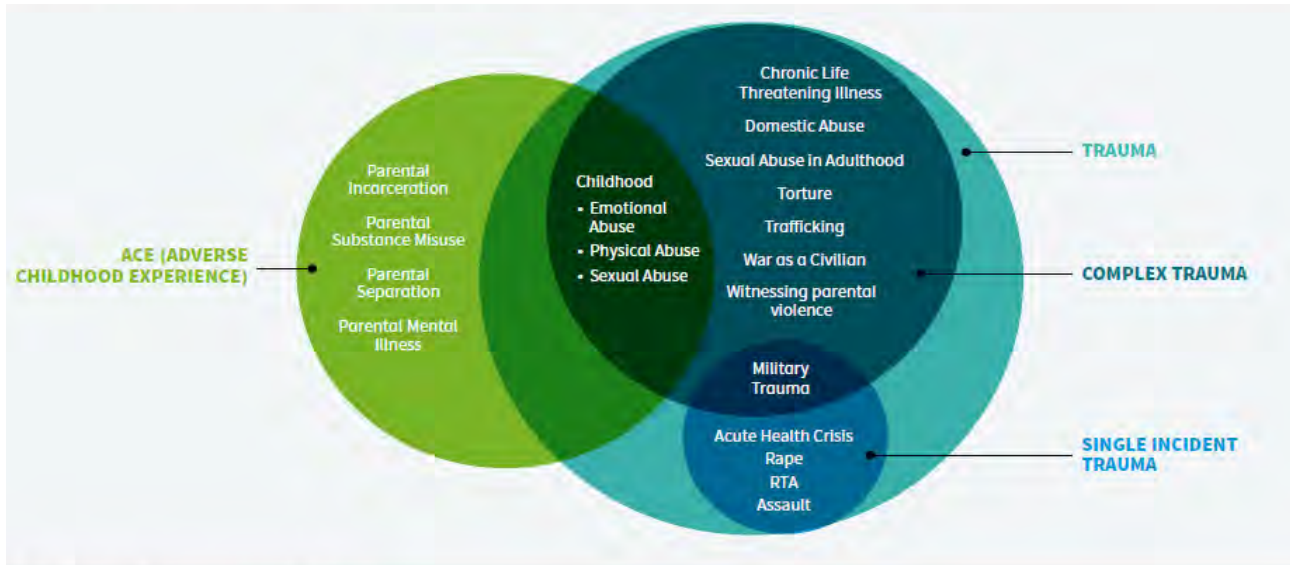 ACE (ADVERSE
CHILDHOOD EXPERIENCE)
Parental
Incarceration
Parental
Substance Misuse
Parental
Separation
Parental Mental
Illness
Childhood
• Emotional
Abuse
• Physical Abuse
• Sexual Abuse
Chronic Life
Threatening Illness
Domestic Abuse
Sexual Abuse in Adulthood
Torture
Trafficking
War as a Civilian
Witnessing parental
violence
Military
Trauma
Acute Health Crisis
Rape
RTA
Assault
TRAUMA
COMPLEX TRAUMA
SINGLE INCIDENT
TRAUMA